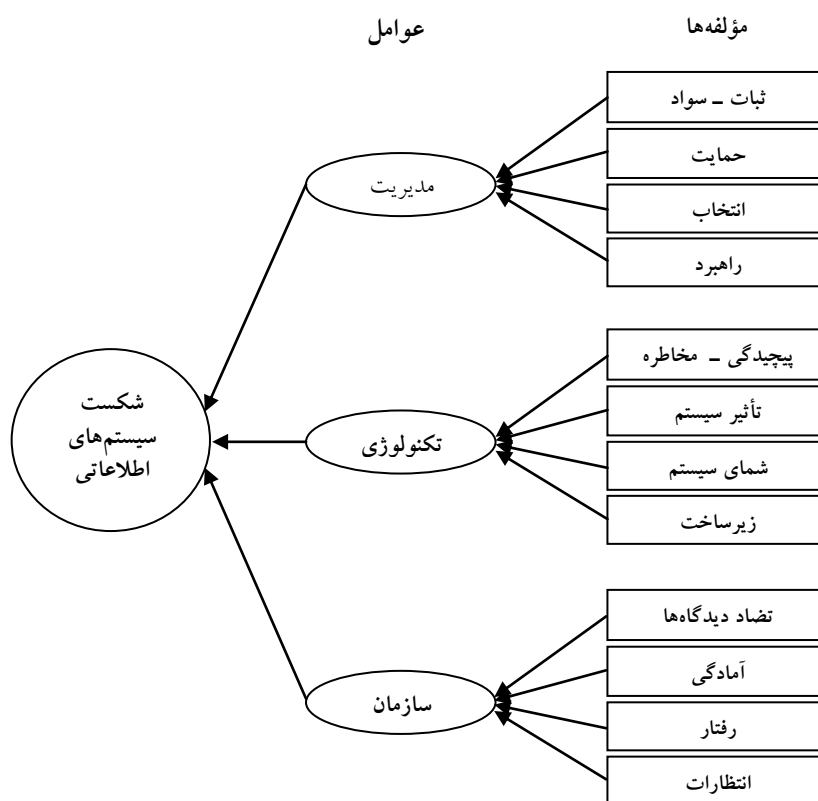 مؤلفه‌ها
عوامل
ثبات – سواد
حمایت
انتخاب
راهبرد
مدیریت
پیچیدگی – مخاطره
تأثیر سیستم
شمای سیستم
زیرساخت
تکنولوژی
تضاد دیدگاه‌ها
آمادگی
رفتار
انتظارات
سازمان
شکست
سیستم‌های
اطلاعاتی